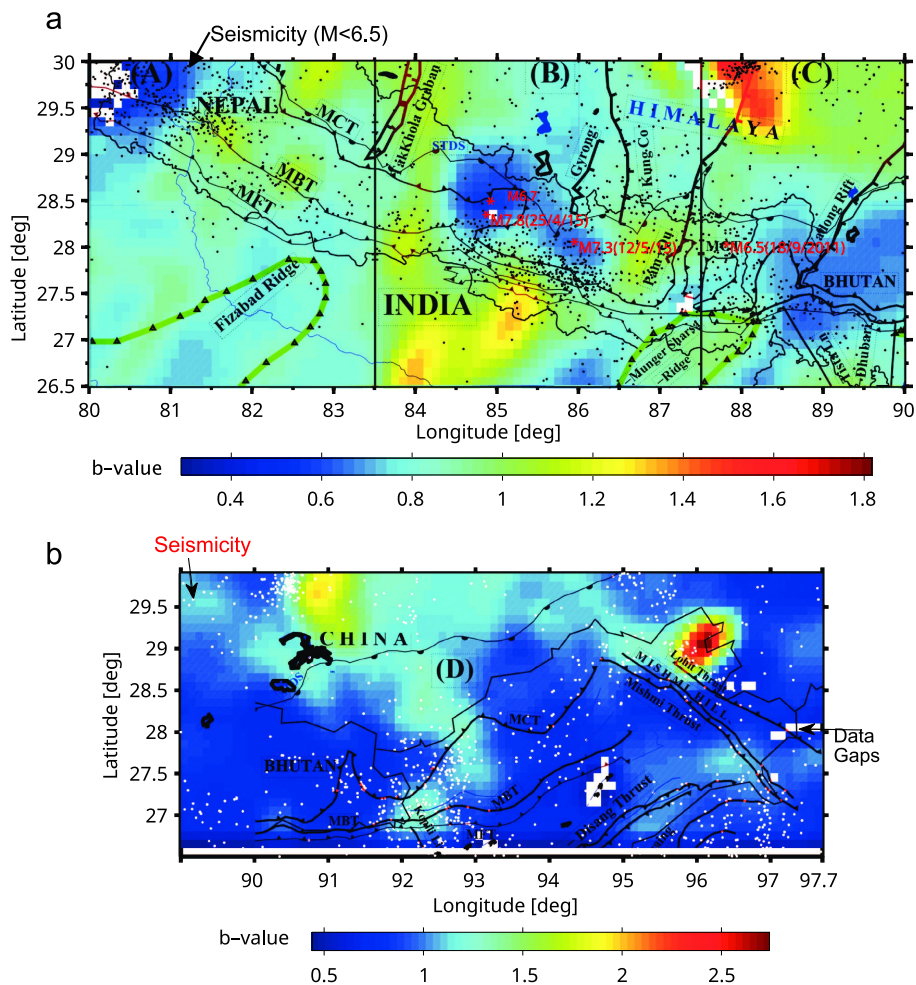 a
Seismicity (M<6.5)
30
29.5
29
28.5
28
27.5
27
26.5
Latitude [deg]
(A)
(B)
(C)
NEPAL
MCT
MBT
MFT
STDS
HIMALAYA
Gyrong
Kung Co
M6.7
M7.8(25/4/15)
M7.3(12/5/15)
M6.5(18/9/2011)
BHUTAN
INDIA
Fizabad Ridge
Ridge
Dhubari
80 81 82 83 84 85 86 87 88 89 90
Longitude [deg]
b-value
0.4 0.6 0.8 1 1.2 1.4 1.6 1.8
b
Seismicity
29.5
29
28.5
28
27.5
27
Latitude [deg]
CHINA
(D)
Lohit Thrust
MISHMI HILL
Mishmi Thrust
MCT
BHUTAN
MBT
MBT
MFT
Disang Thrust
Data
Gaps
90 91 92 93 94 95 96 97 97.7
Longitude [deg]
b-value
0.5 1 1.5 2 2.5